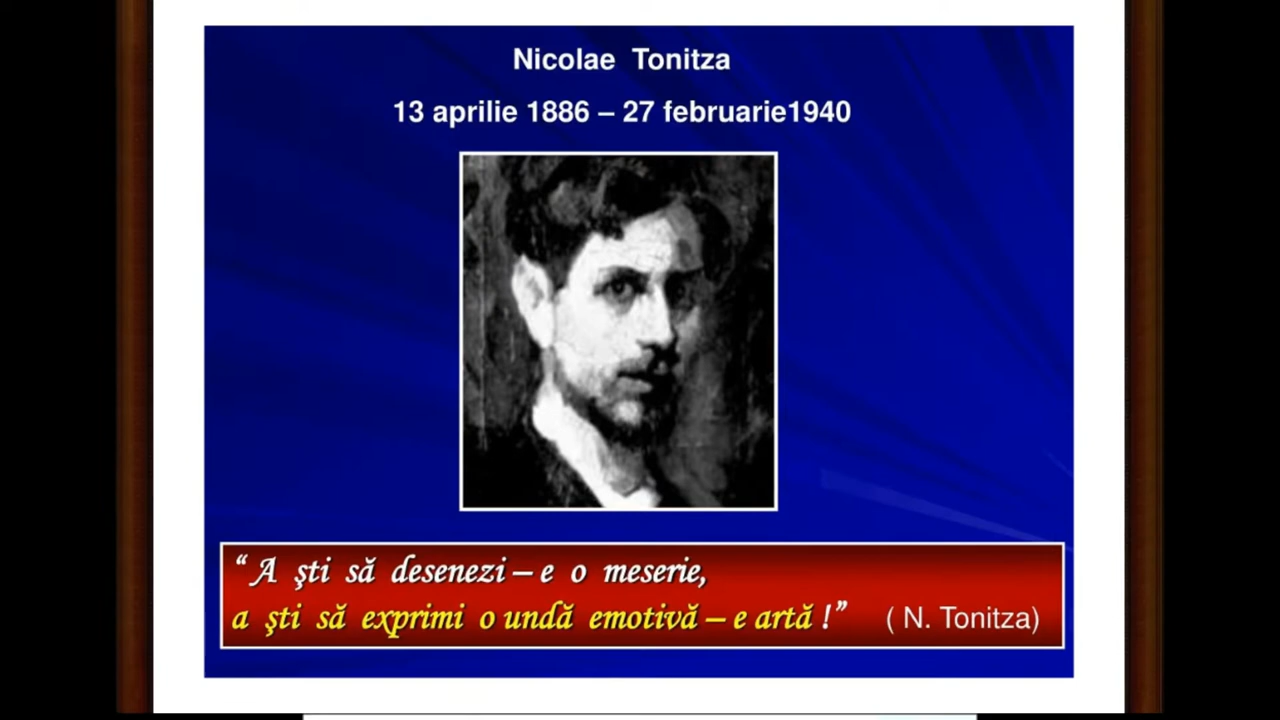 Nicolae Tonitza
13 aprilie 1886 – 27 februarie1940
“ A şti să desenezi – e o meserie,
a şti să exprimi o undă emotivă – e artă !” ( N. Tonitza)